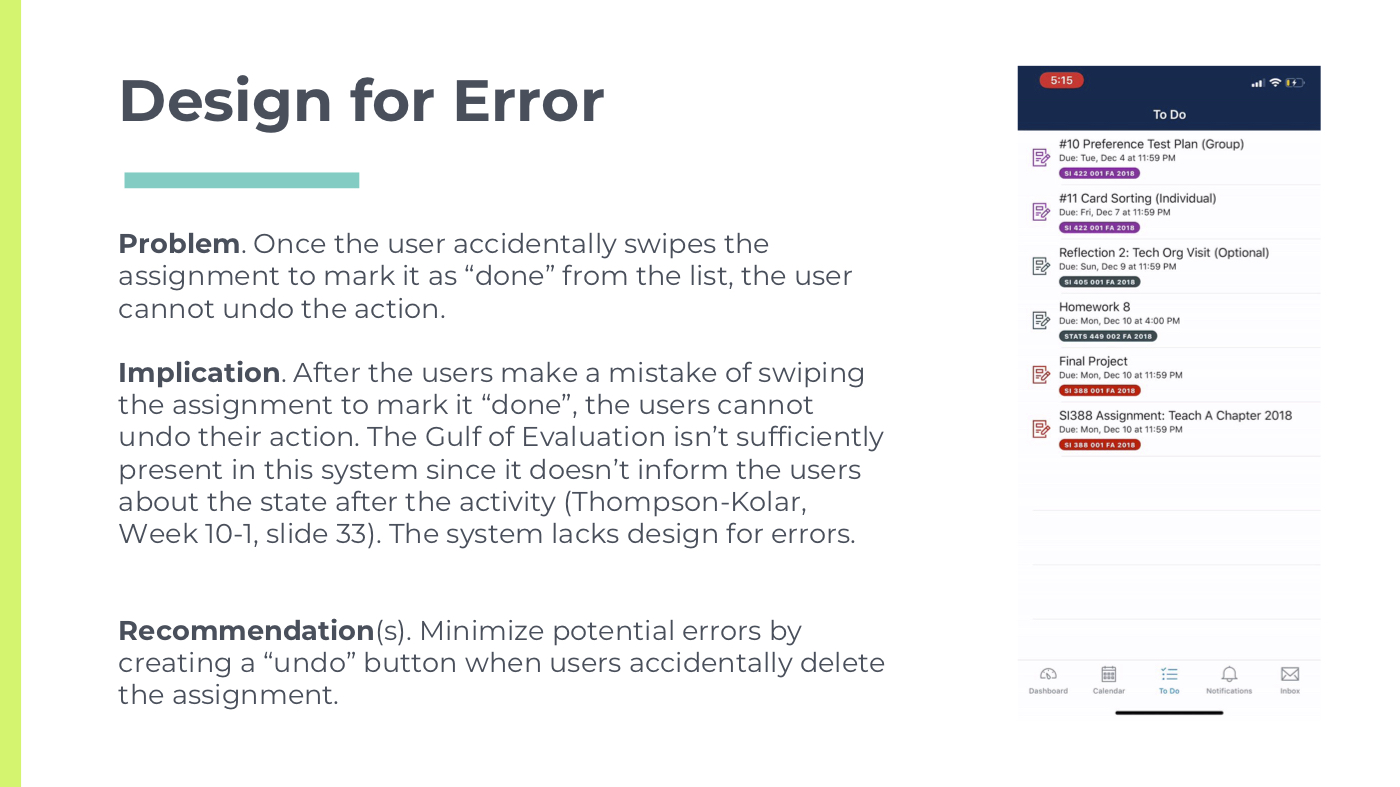 Design for Error
Problem. Once the user accidentally swipes the
assignment to mark it as “done” from the list, the user
cannot undo the action.
Implication. After the users make a mistake of swiping
the assignment to mark it “done”, the users cannot
undo their action. The Gulf of Evaluation isn’t sufficiently
present in this system since it doesn’t inform the users
about the state after the activity (Thompson-Kolar,
Week 10-1, slide 33). The system lacks design for errors.
Recommendation(s). Minimize potential errors by
creating a “undo” button when users accidentally delete
the assignment.
5:15
To Do
#10 Preference Test Plan (Group)
Due: Tue, Dec 4 at 11:59 PM
SI 422 001 FA 2018
#11 Card Sorting (Individual)
Due: Fri, Dec 7 at 11:59 PM
SI 422 001 FA 2018
Reflection 2: Tech Org Visit (Optional)
Due: Sun, Dec 9 at 11:59 PM
SI 405 001 FA 2018
Homework 8
Due: Mon, Dec 10 at 4:00 PM
STATS 449 002 FA 2018
Final Project
Due: Mon, Dec 10 at 11:59 PM
SI 388 001 FA 2018
SI388 Assignment: Teach A Chapter 2018
Due: Mon, Dec 10 at 11:59 PM
SI 388 001 FA 2018
Dashboard Calendar To Do Notifications Inbox